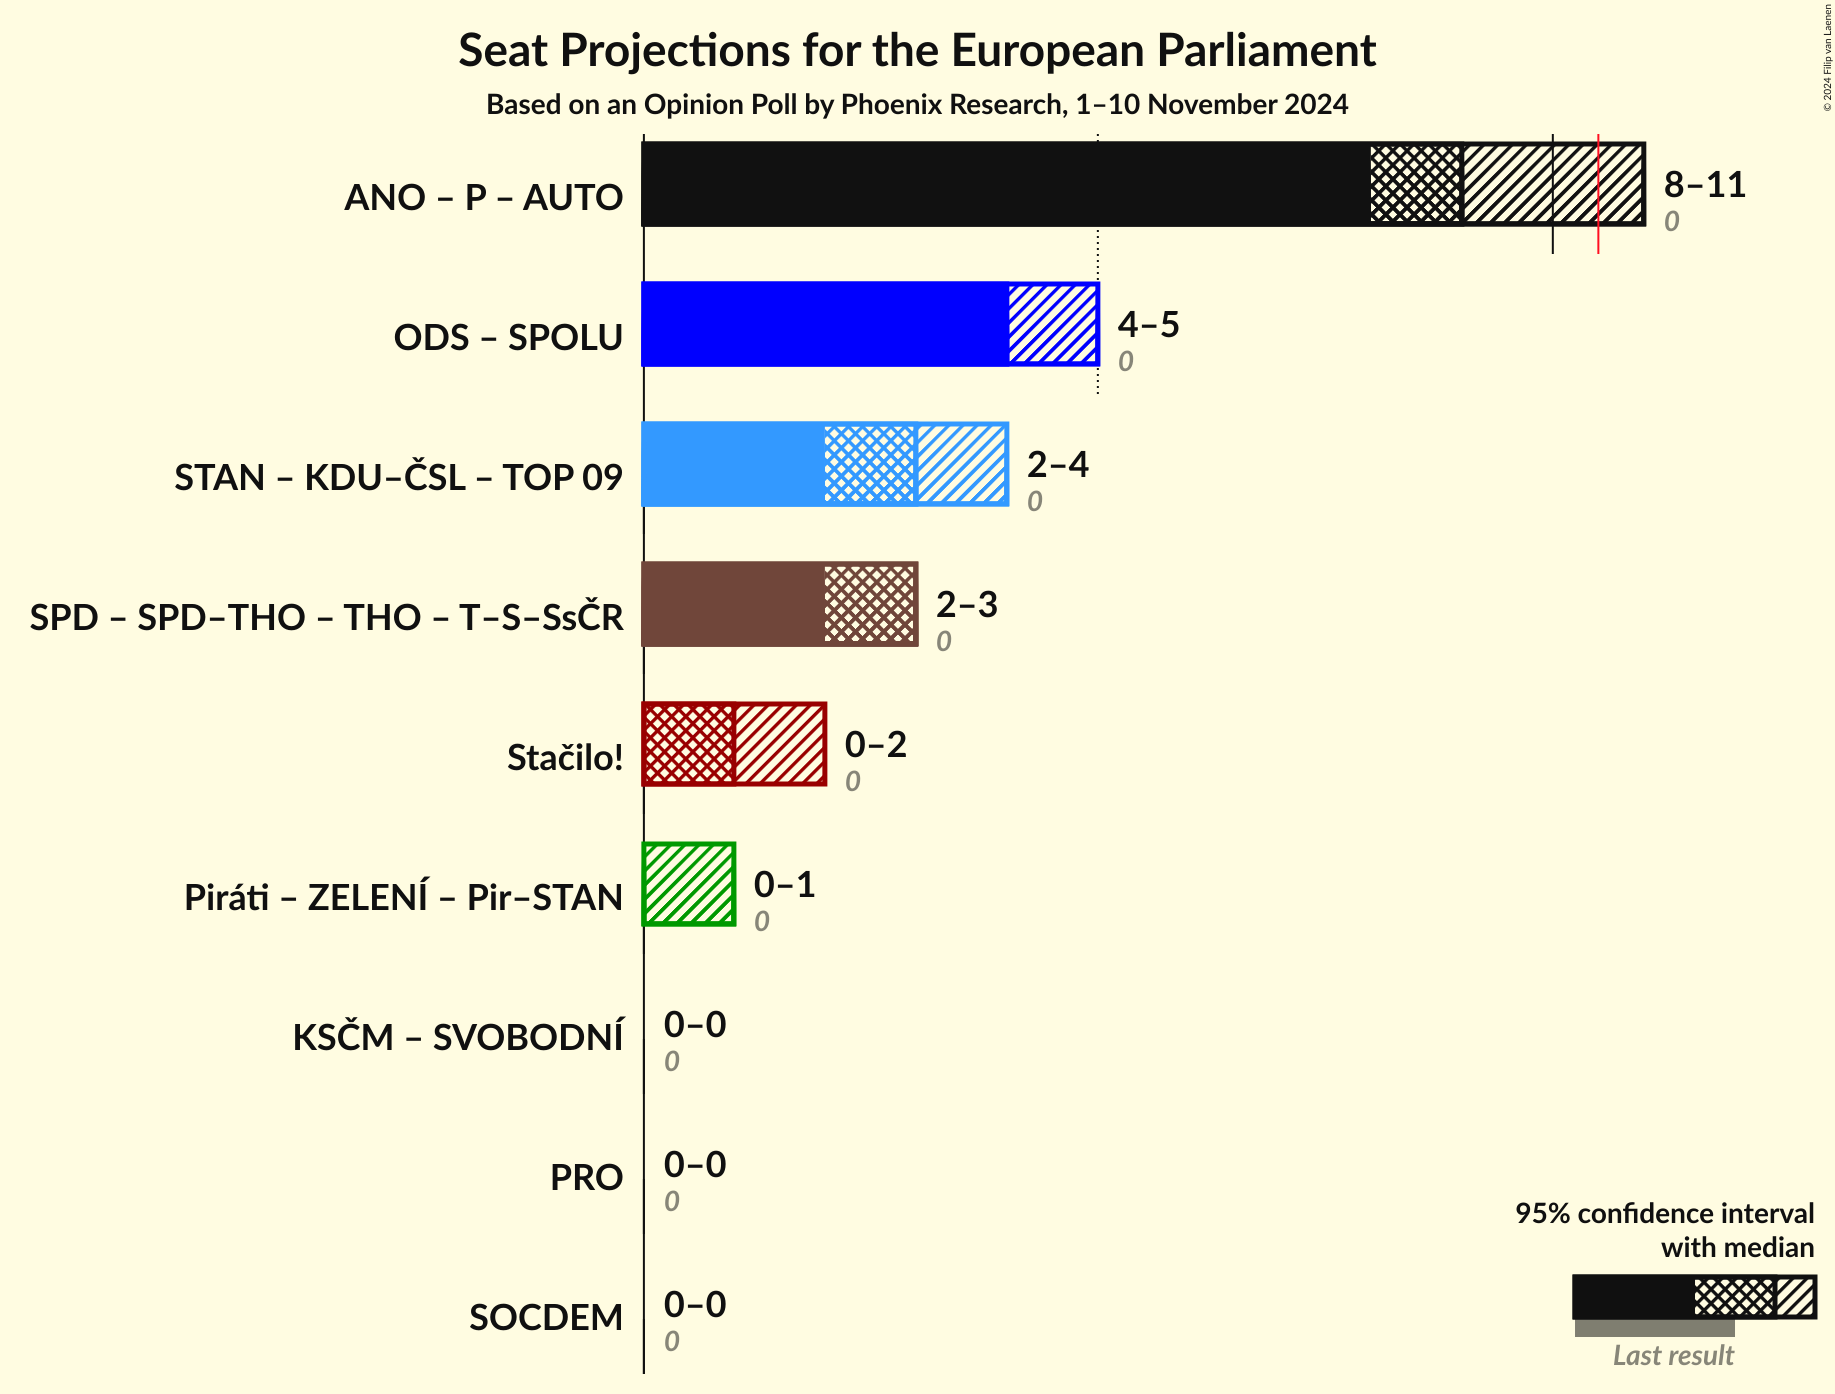 Seat Projections for the European Parliament
Based on an Opinion Poll by Phoenix Research, 1–10 November 2024
© 2024 Filip van Laenen
ANO – P – AUTO
8–11
0
ODS – SPOLU
4–5
0
STAN – KDU–ČSL – TOP 09
2–4
0
SPD – SPD–THO – THO – T–S–SsČR
2–3
0
Stačilo!
0–2
0
Piráti – ZELENÍ – Pir–STAN
0–1
0
KSČM – SVOBODNÍ
0–0
0
PRO
0–0
0
SOCDEM
0–0
0
95% confidence interval
with median
Last result